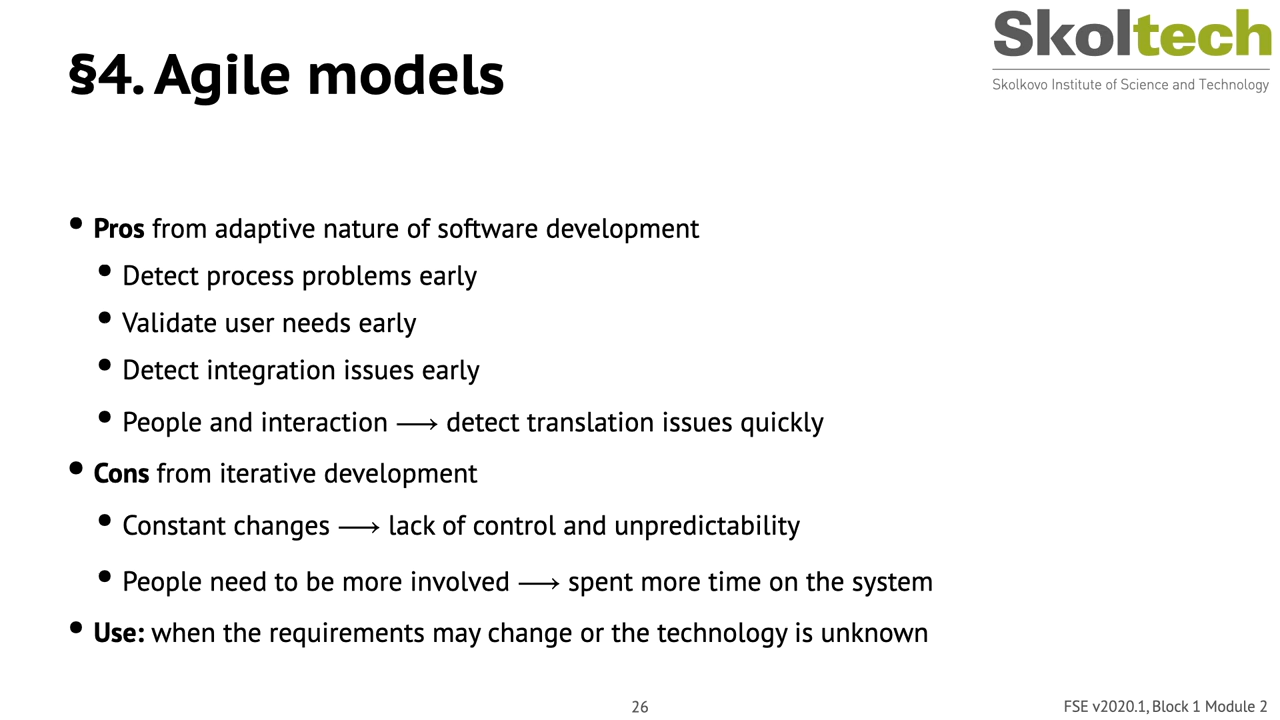 Skoltech
Skolkovo Institute of Science and Technology
§4. Agile models
• Pros from adaptive nature of software development
• Detect process problems early
• Validate user needs early
• Detect integration issues early
• People and interaction ⟶ detect translation issues quickly
• Cons from iterative development
• Constant changes ⟶ lack of control and unpredictability
• People need to be more involved ⟶ spent more time on the system
• Use: when the requirements may change or the technology is unknown
26
FSE v2020.1, Block 1 Module 2